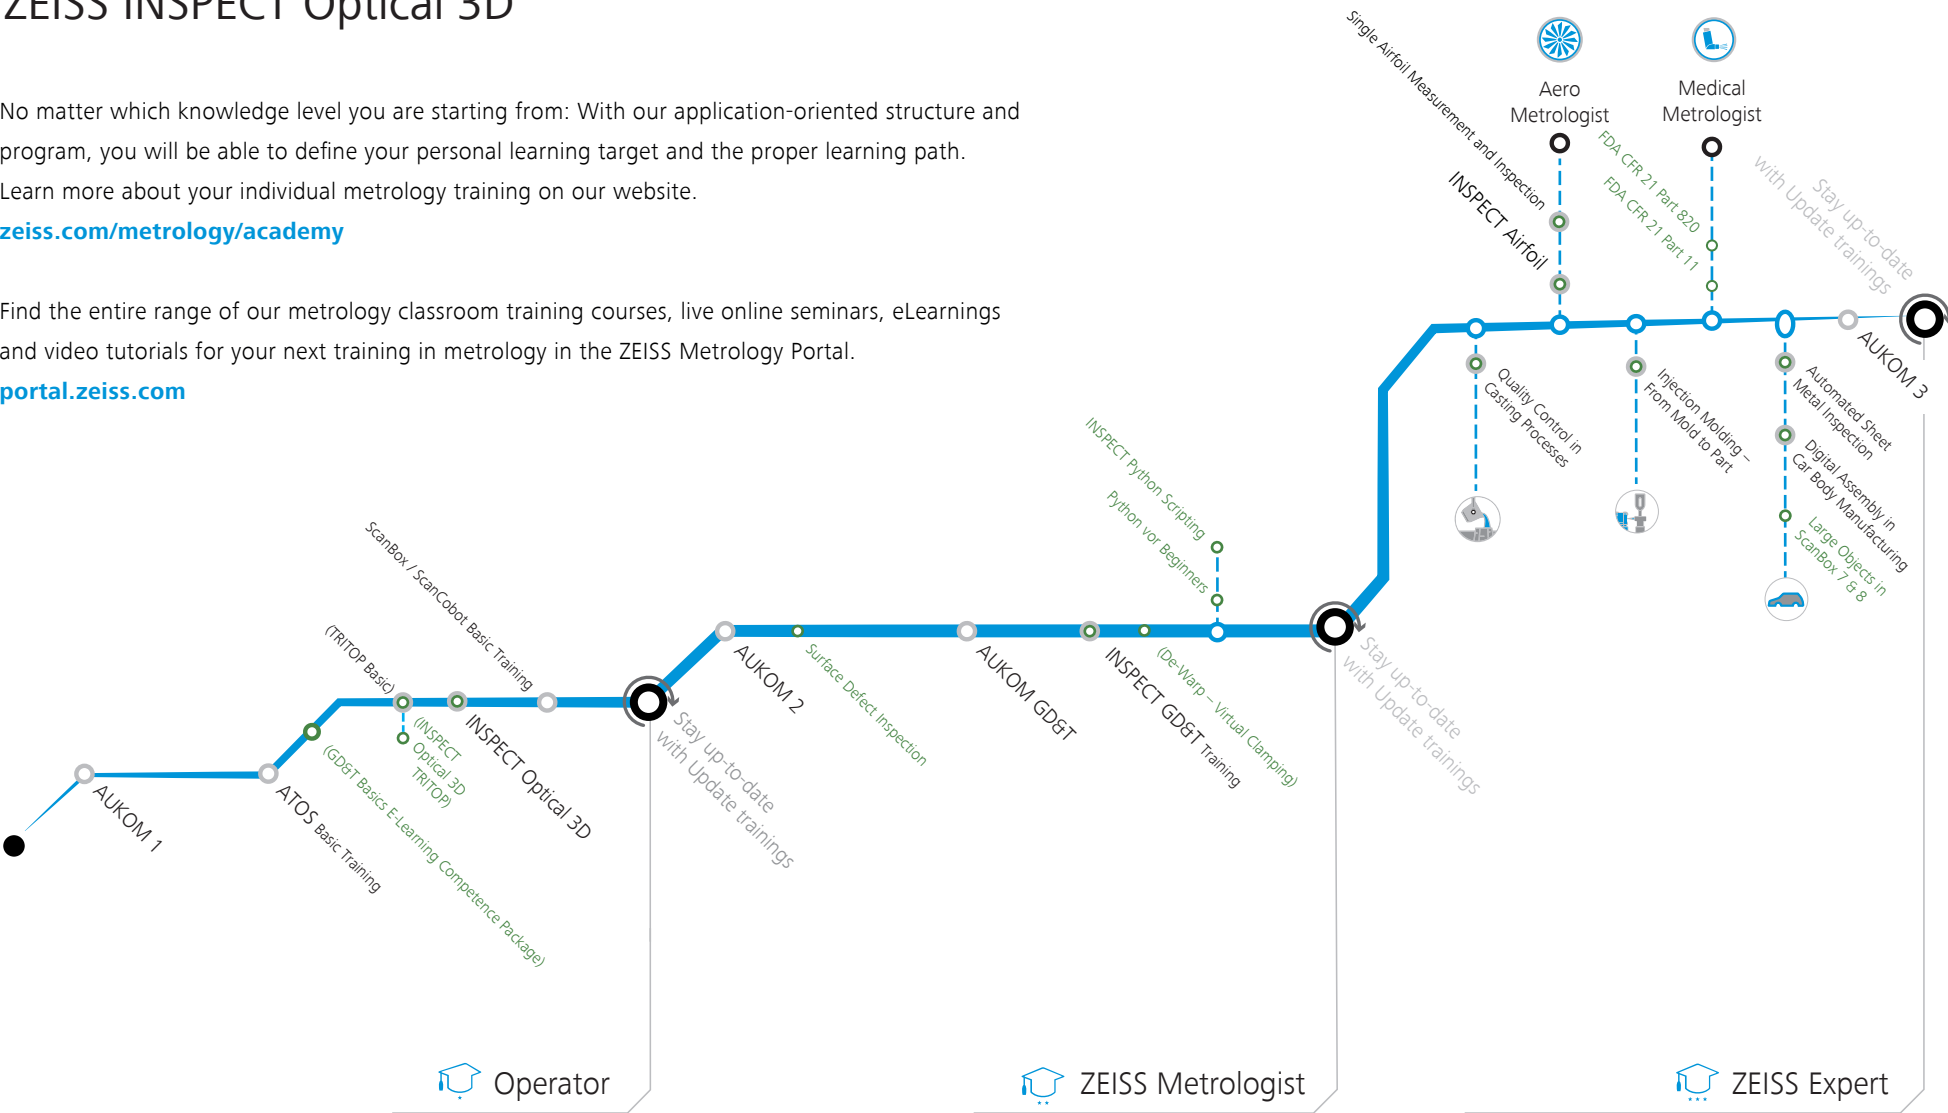 ZEISS INSPECT Optical 3D
No matter which knowledge level you are starting from: With our application-oriented structure and
program, you will be able to define your personal learning target and the proper learning path.
Learn more about your individual metrology training on our website.
zeiss.com/metrology/academy
Find the entire range of our metrology classroom training courses, live online seminars, eLearnings
and video tutorials for your next training in metrology in the ZEISS Metrology Portal.
portal.zeiss.com
AUKOM 1
ATOS Basic Training
(GD&T Basics E-Learning Competence Package)
(TRITOP Basic)
(INSPECT
Optical 3D
TRITOP)
INSPECT Optical 3D
ScanBox / ScanCobot Basic Training
Stay up-to-date
with Update trainings
Operator
AUKOM 2
Surface Defect Inspection
AUKOM GD&T
INSPECT GD&T Training
(De-Warp – Virtual Clamping)
INSPECT Python Scripting
Python vor Beginners
Stay up-to-date
with Update trainings
ZEISS Metrologist
Quality Control in
Casting Processes
Single Airfoil Measurement and Inspection
INSPECT Airfoil
Aero
Metrologist
Injection Molding –
From Mold to Part
Medical
Metrologist
FDA CFR 21 Part 820
FDA CFR 21 Part 11
Automated Sheet
Metal Inspection
Digital Assembly in
Car Body Manufacturing
Large Objects in
ScanBox 7 & 8
AUKOM 3
Stay up-to-date
with Update trainings
ZEISS Expert